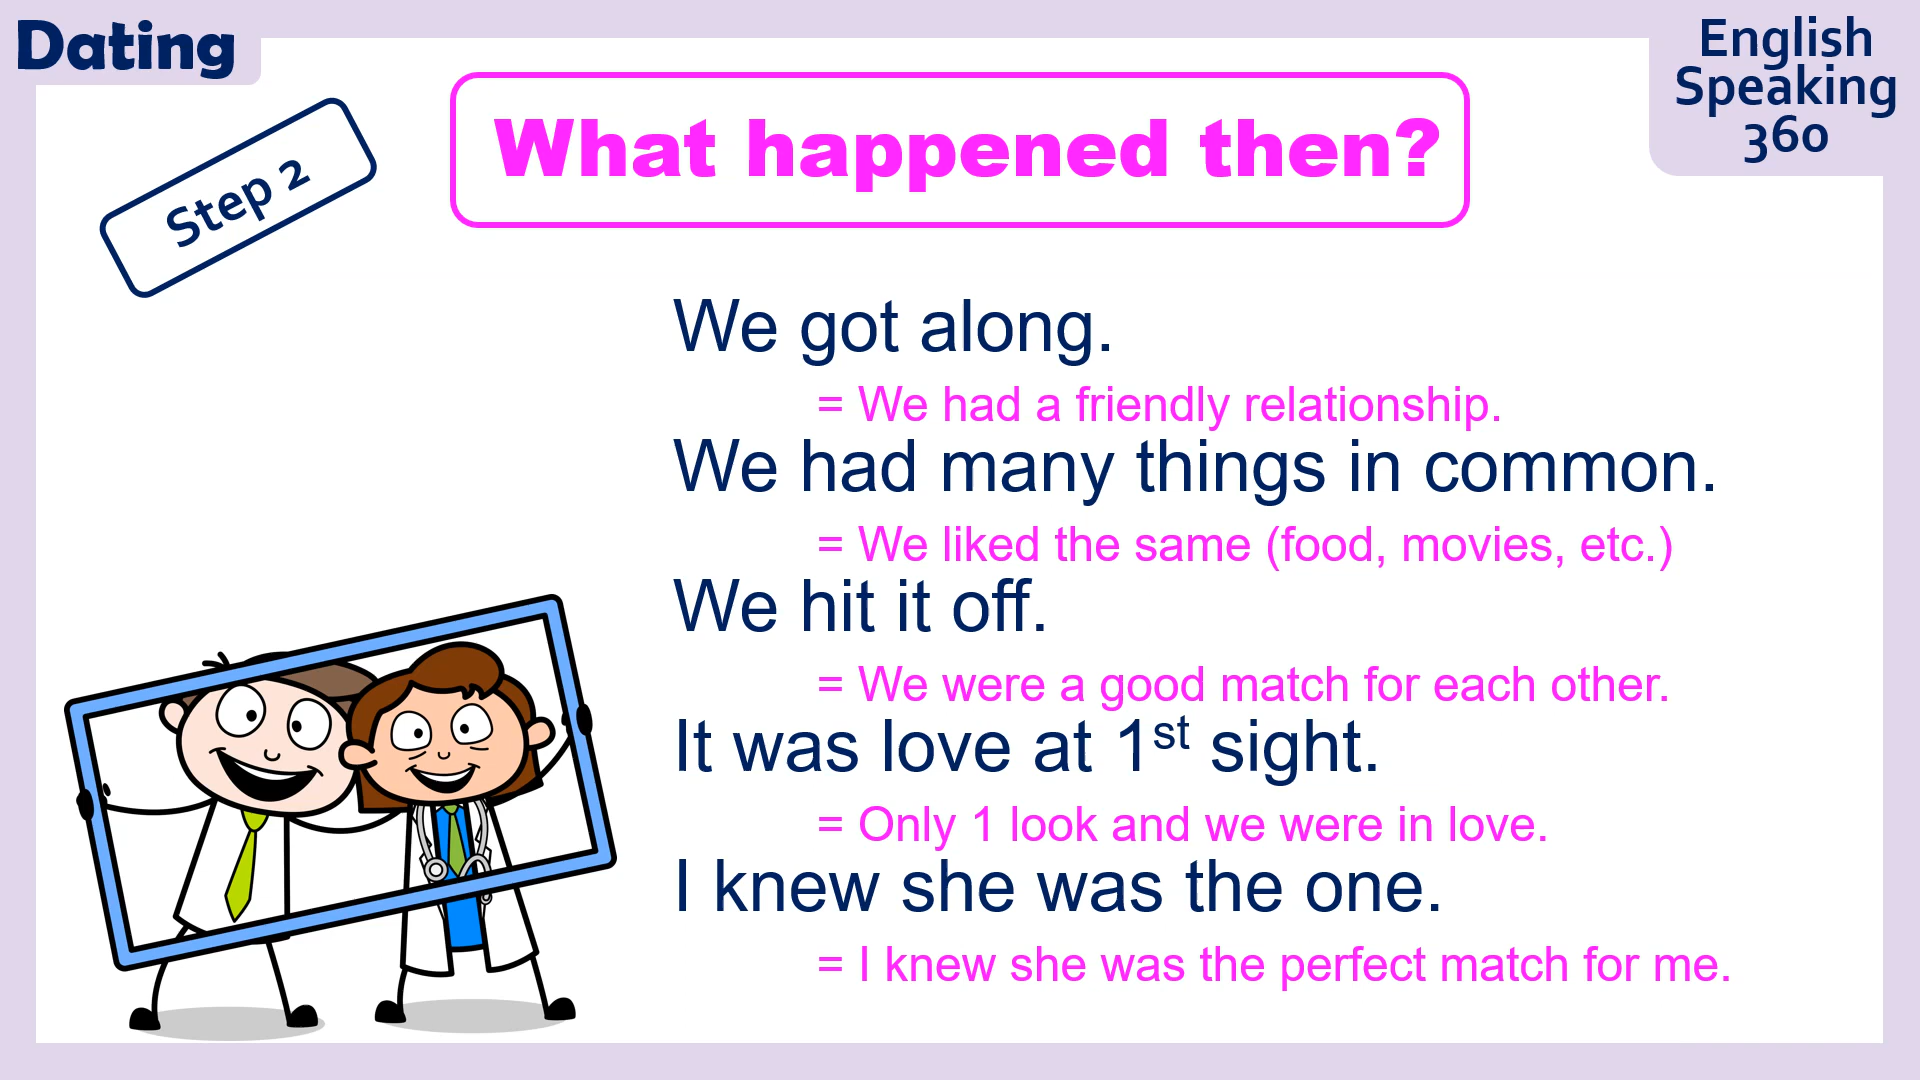 Dating
English
Speaking
360
What happened then?
Step 2
We got along.
= We had a friendly relationship.
We had many things in common.
= We liked the same (food, movies, etc.)
We hit it off.
= We were a good match for each other.
It was love at 1st sight.
= Only 1 look and we were in love.
I knew she was the one.
= I knew she was the perfect match for me.